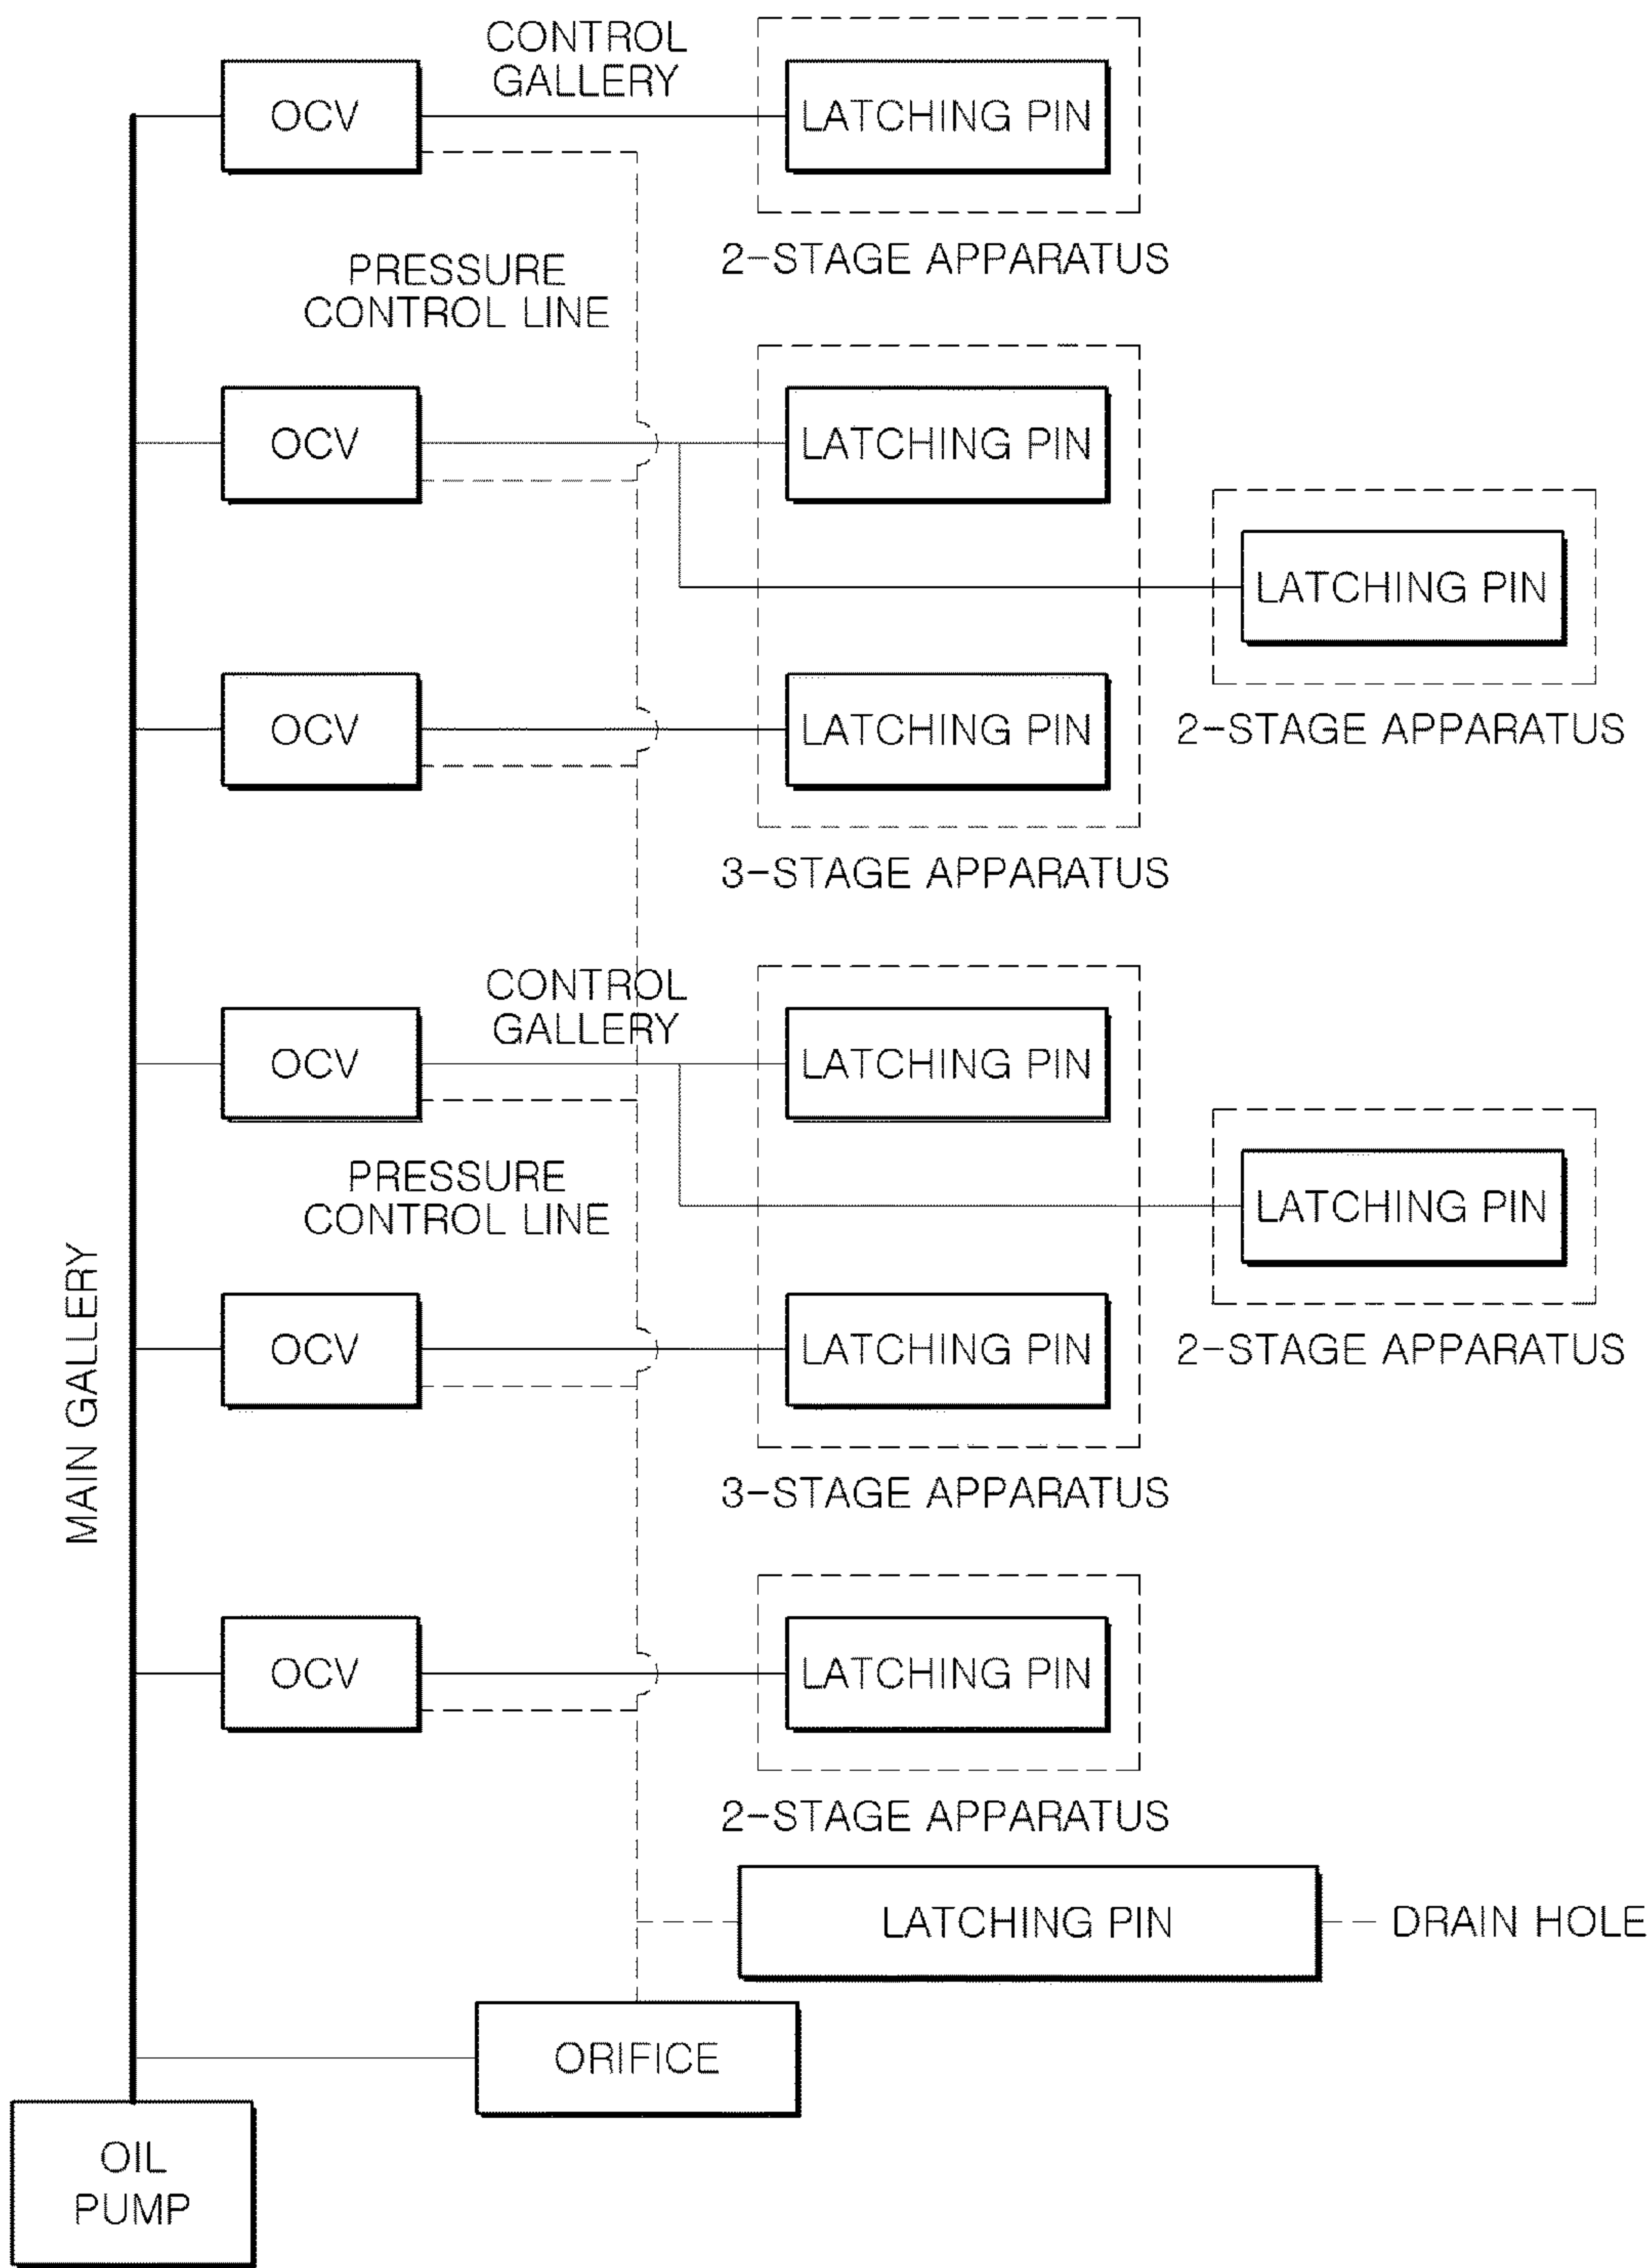 CONTROL
GALLERY
OCV
LATCHING PIN
2-STAGE APPARATUS
PRESSURE
CONTROL LINE
OCV
LATCHING PIN
LATCHING PIN
2-STAGE APPARATUS
OCV
LATCHING PIN
3-STAGE APPARATUS
CONTROL
GALLERY
OCV
LATCHING PIN
PRESSURE
CONTROL LINE
LATCHING PIN
2-STAGE APPARATUS
OCV
LATCHING PIN
3-STAGE APPARATUS
MAIN GALLERY
OCV
LATCHING PIN
2-STAGE APPARATUS
LATCHING PIN
DRAIN HOLE
ORIFICE
OIL
PUMP